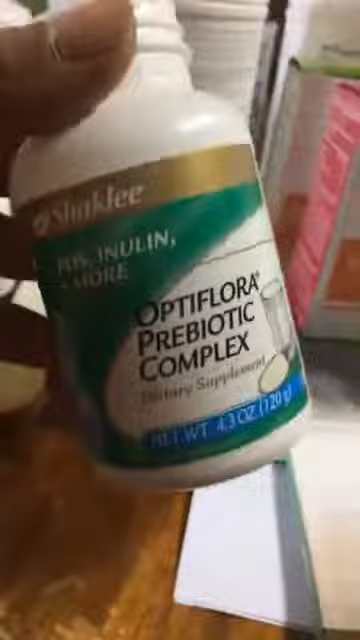 Shaklee
INULIN,
MORE
OPTIFLORA®
PREBIOTIC
COMPLEX
Dietary Supplement
NET WT. 4.3 OZ. (120 g)